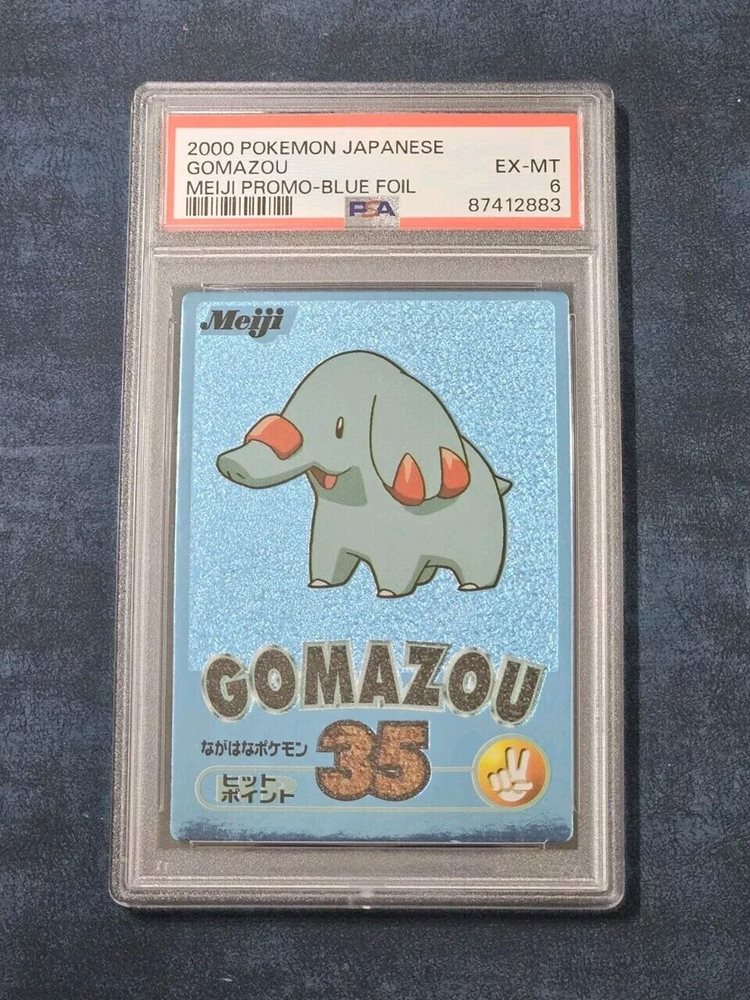 2000 POKEMON JAPANESE
GOMAZOU EX-MT
MEIJI PROMO-BLUE FOIL 6
PSA 87412883
Meiji
GOMAZOU
ながはなポケモン 35
ヒット
ポイント